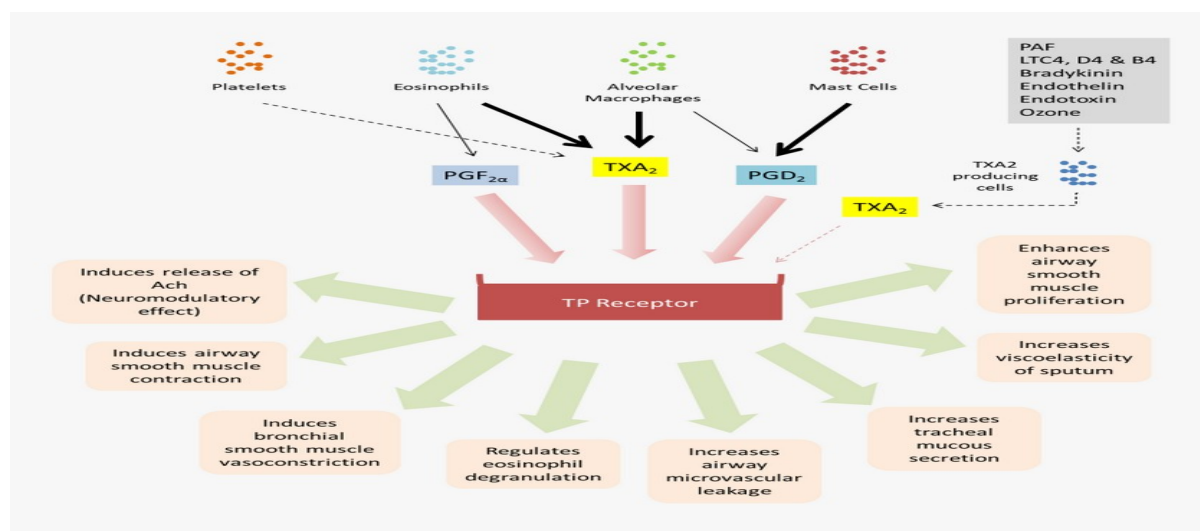 Platelets
Eosinophils
Alveolar
Macrophages
Mast Cells
PAF
LTC4, D4 & B4
Bradykinin
Endothelin
Endotoxin
Ozone
PGF2α
TXA2
PGD2
TXA2
producing
cells
TXA2
TP Receptor
Induces release of
Ach
(Neuromodulatory
effect)
Induces airway
smooth muscle
contraction
Induces
bronchial
smooth muscle
vasoconstriction
Regulates
eosinophil
degranulation
Increases
airway
microvascular
leakage
Increases
tracheal
mucous
secretion
Increases
viscoelasticity
of sputum
Enhances
airway
smooth
muscle
proliferation